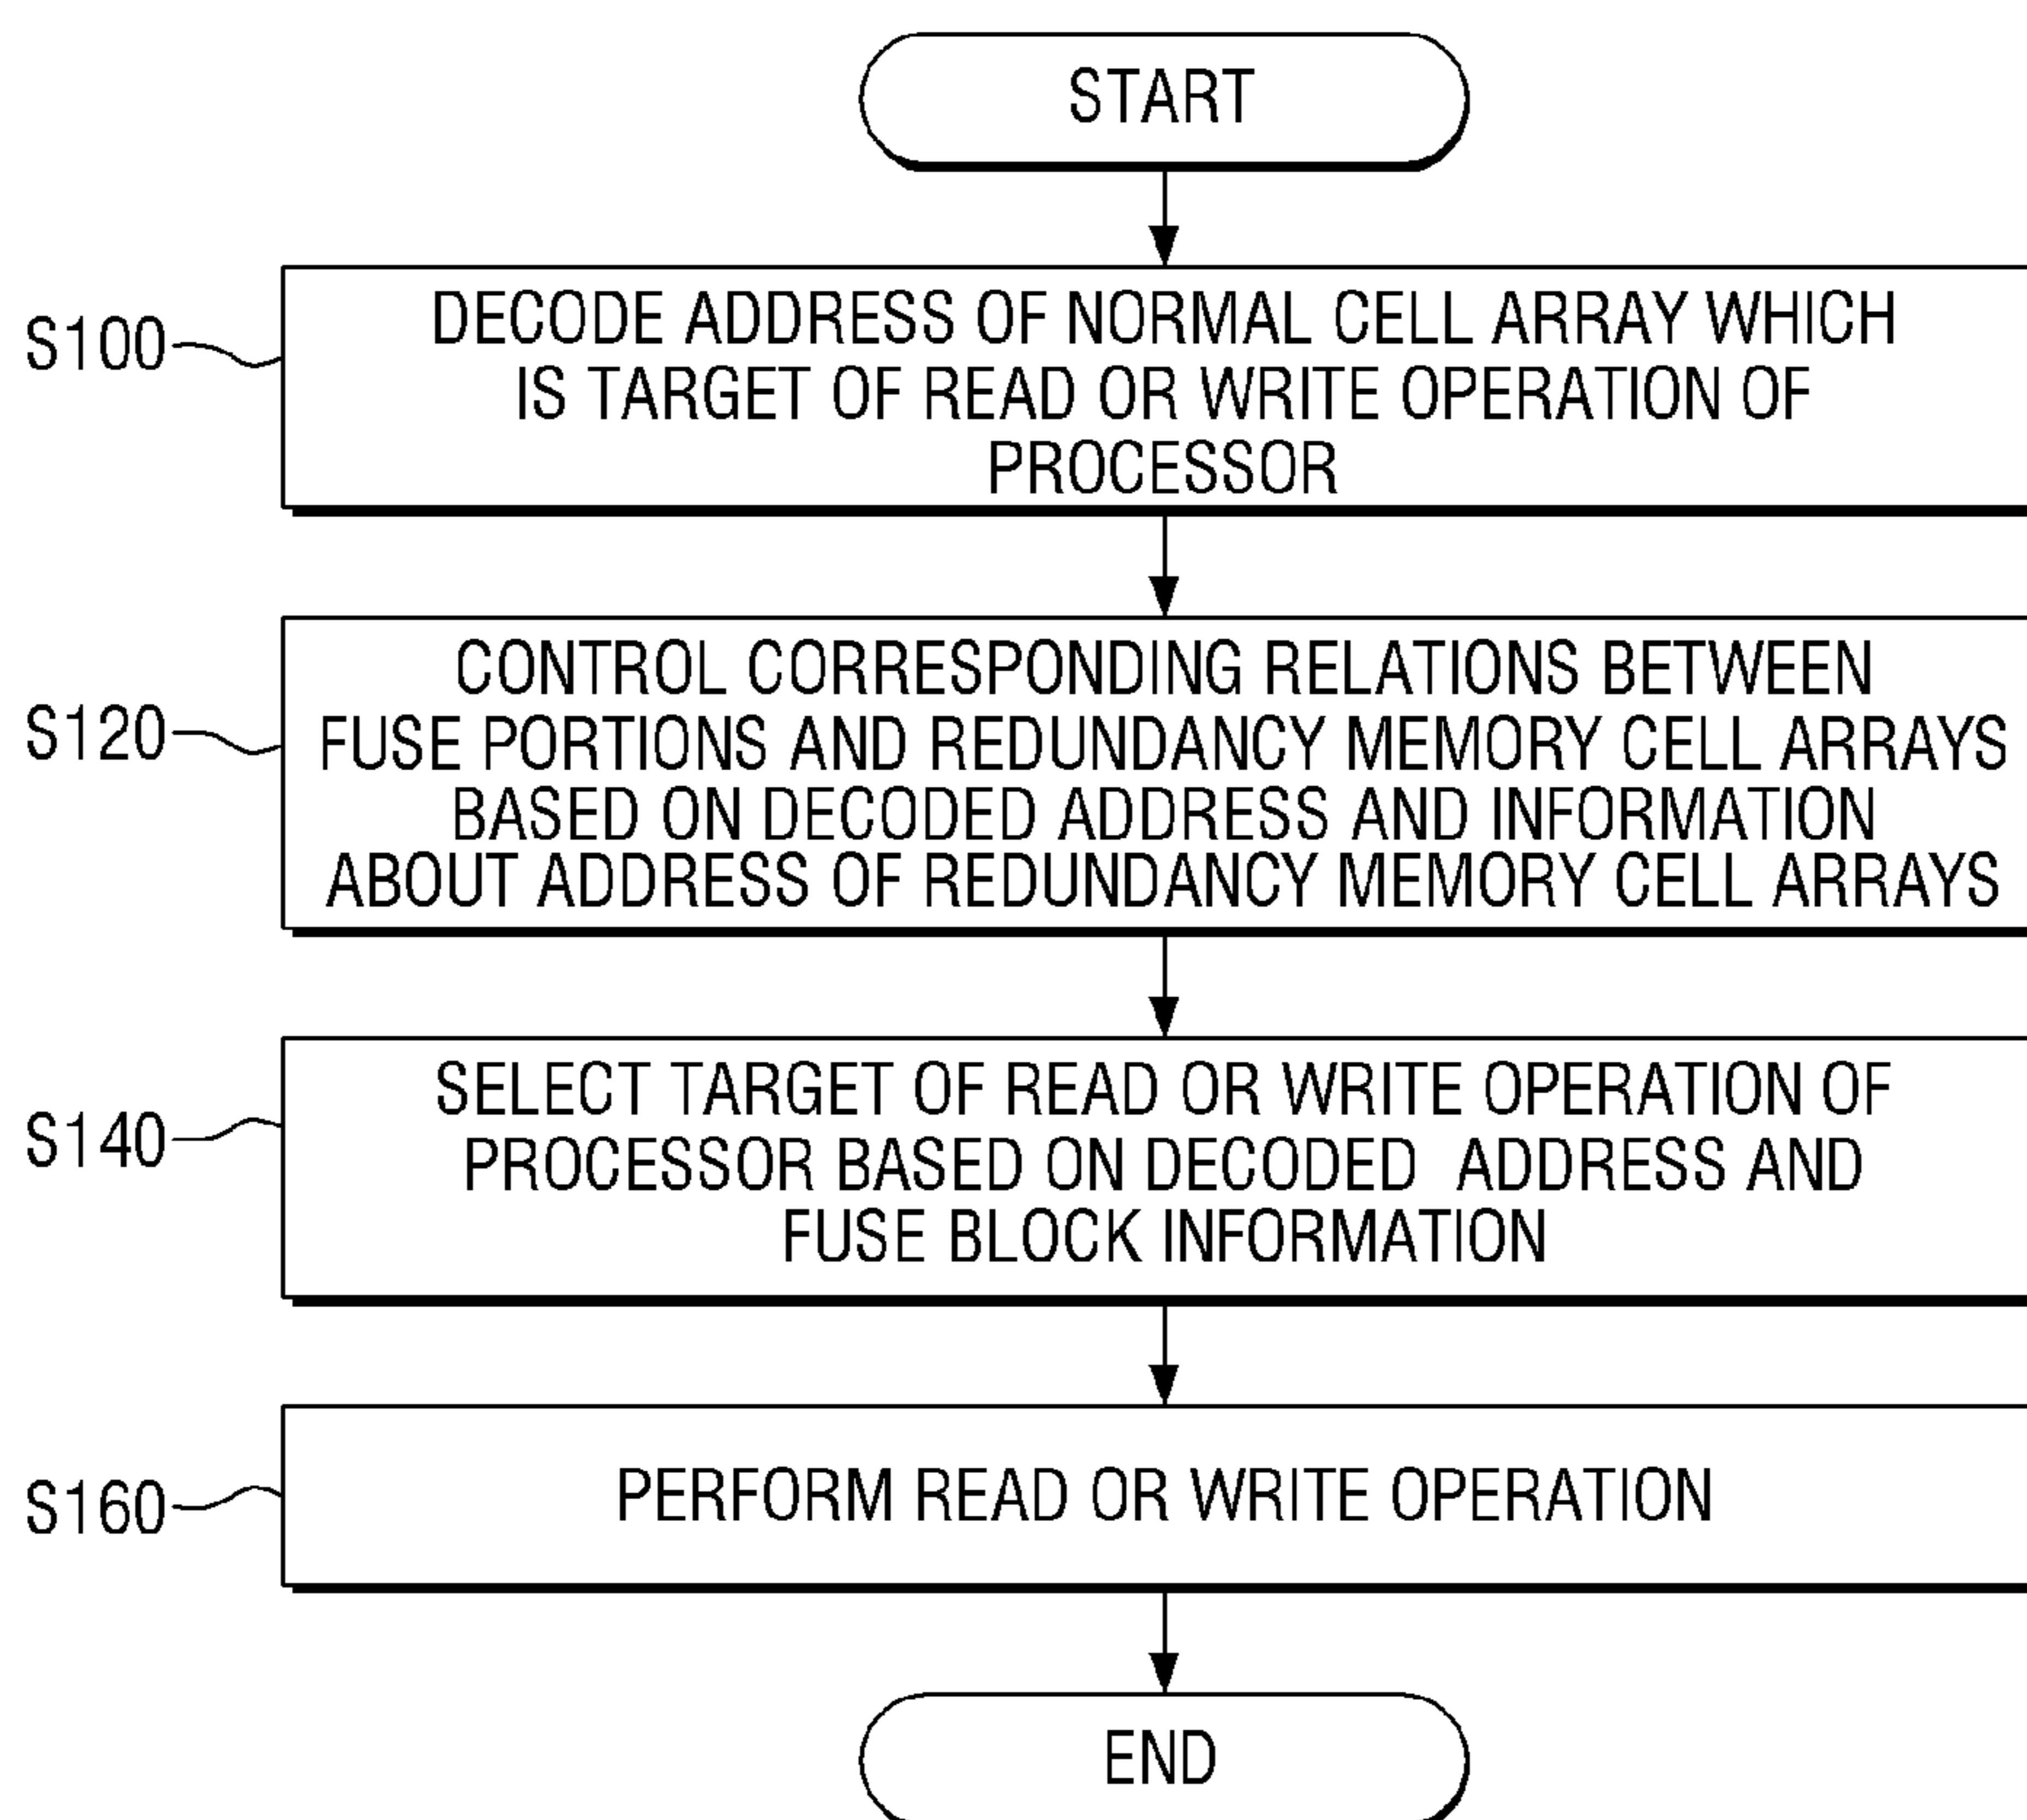 START
S100
DECODE ADDRESS OF NORMAL CELL ARRAY WHICH
IS TARGET OF READ OR WRITE OPERATION OF
PROCESSOR
S120
CONTROL CORRESPONDING RELATIONS BETWEEN
FUSE PORTIONS AND REDUNDANCY MEMORY CELL ARRAYS
BASED ON DECODED ADDRESS AND INFORMATION
ABOUT ADDRESS OF REDUNDANCY MEMORY CELL ARRAYS
S140
SELECT TARGET OF READ OR WRITE OPERATION OF
PROCESSOR BASED ON DECODED ADDRESS AND
FUSE BLOCK INFORMATION
S160
PERFORM READ OR WRITE OPERATION
END